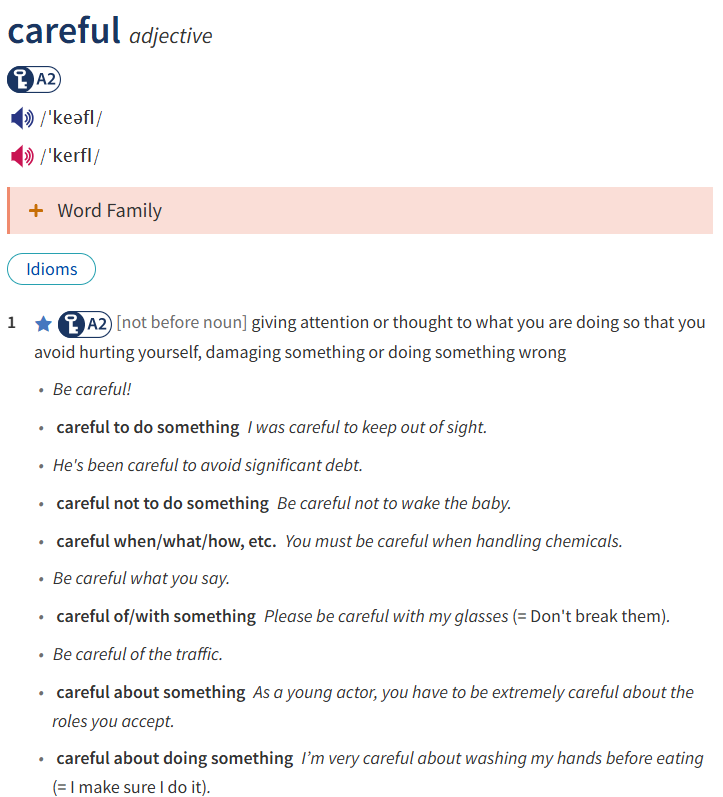 careful adjective
A2
/ˈkeəfl/
/ˈkerfl/
+ Word Family
Idioms
1 ★ A2 [not before noun] giving attention or thought to what you are doing so that you
avoid hurting yourself, damaging something or doing something wrong
• Be careful!
• careful to do something I was careful to keep out of sight.
• He's been careful to avoid significant debt.
• careful not to do something Be careful not to wake the baby.
• careful when/what/how, etc. You must be careful when handling chemicals.
• Be careful what you say.
• careful of/with something Please be careful with my glasses (= Don't break them).
• Be careful of the traffic.
• careful about something As a young actor, you have to be extremely careful about the
roles you accept.
• careful about doing something I’m very careful about washing my hands before eating
(= I make sure I do it).